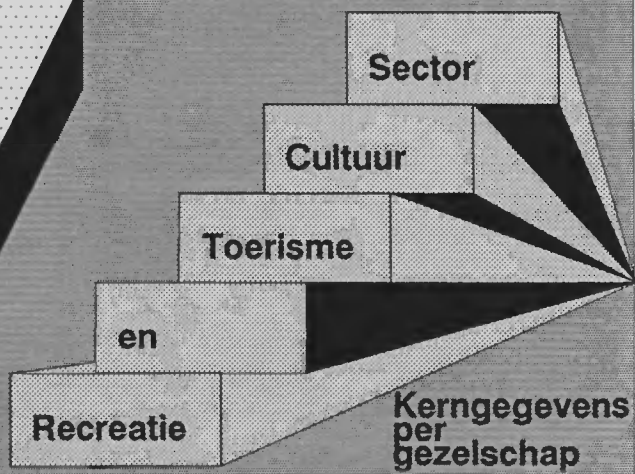 Sector
Cultuur
Toerisme
en
Recreatie
Kerngegevens
per
gezelschap